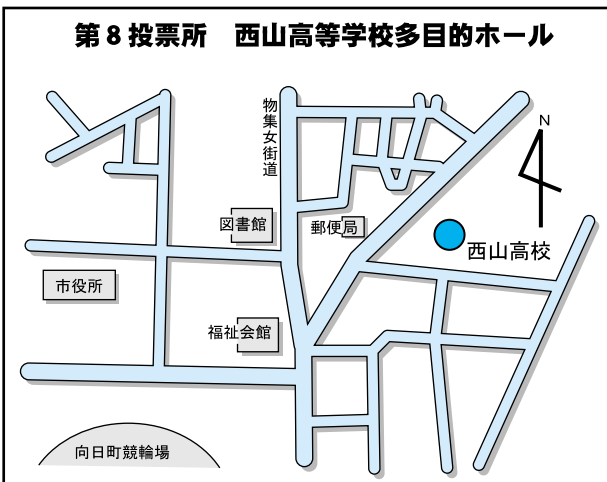 第8投票所　西山高等学校多目的ホール
物集女街道
N
図書館
郵便局
西山高校
市役所
福祉会館
向日町競輪場